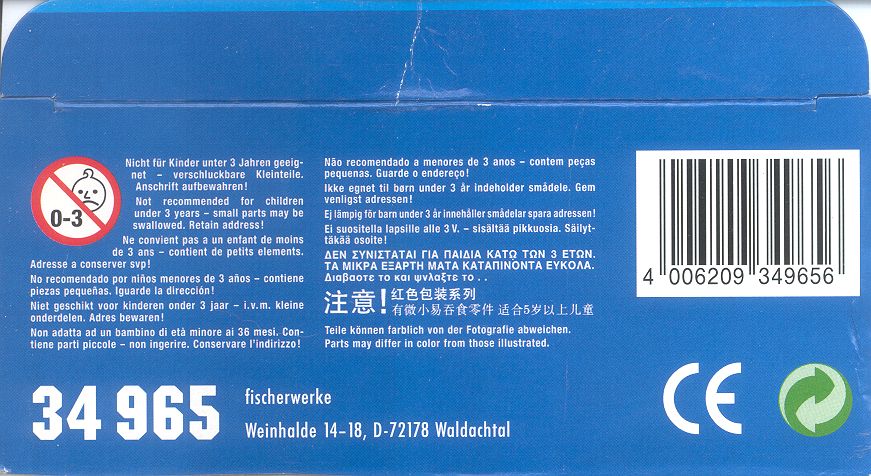 Nicht für Kinder unter 3 Jahren geeig-
net – verschluckbare Kleinteile.
Anschrift aufbewahren!
Not recommended for children
under 3 years – small parts may be
swallowed. Retain address!
Ne convient pas a un enfant de moins
de 3 ans – contient de petits elements.
Adresse a conserver svp!
No recomendado por niños menores de 3 años – contiene
piezas pequeñas. Iguarde la dirección!
Niet geschikt voor kinderen onder 3 jaar – i.v.m. kleine
onderdelen. Adres bewaren!
Non adatta ad un bambino di età minore ai 36 mesi. Con-
tiene parti piccole – non ingerire. Conservare l'indirizzo!
0-3
Não recomendado a menores de 3 anos – contem peças
pequenas. Guarde o endereço!
Ikke egnet til børn under 3 år indeholder smådele. Gem
venligst adressen!
Ej lämpig för barn under 3 år innehåller smådelar spara adressen!
Ei suositella lapsille alle 3 V. – sisältää pikkuosia. Säilyt-
täkää osoite!
ΔΕΝ ΣΥΝΙΣΤΑΤΑΙ ΓΙΑ ΠΑΙΔΙΑ ΚΑΤΩ ΤΩΝ 3 ΕΤΩΝ.
ΤΑ ΜΙΚΡΑ ΕΞΑΡΤΗ ΜΑΤΑ ΚΑΤΑΠΙΝΟΝΤΑ ΕΥΚΟΛΑ.
Διαβαστε το και ψυλαξτε το . .
注意! 红色包装系列
有微小易吞食零件 适合5岁以上儿童
Teile können farblich von der Fotografie abweichen.
Parts may differ in color from those illustrated.
4 006209 349656
34 965
fischerwerke
Weinhalde 14–18, D-72178 Waldachtal
CE